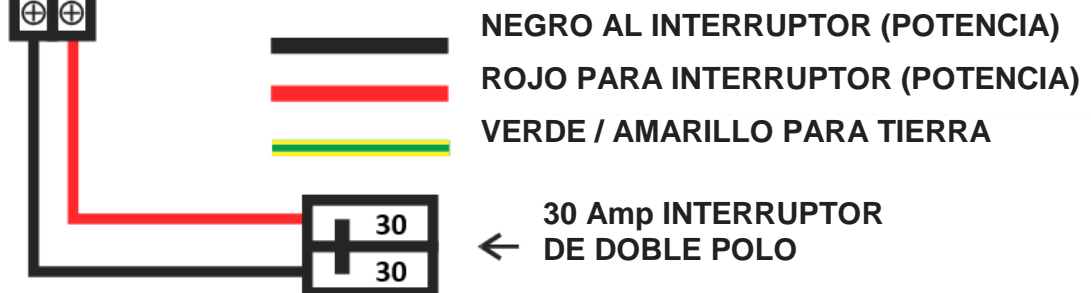 NEGRO AL INTERRUPTOR (POTENCIA)
ROJO PARA INTERRUPTOR (POTENCIA)
VERDE / AMARILLO PARA TIERRA
30 Amp INTERRUPTOR
DE DOBLE POLO
30
30